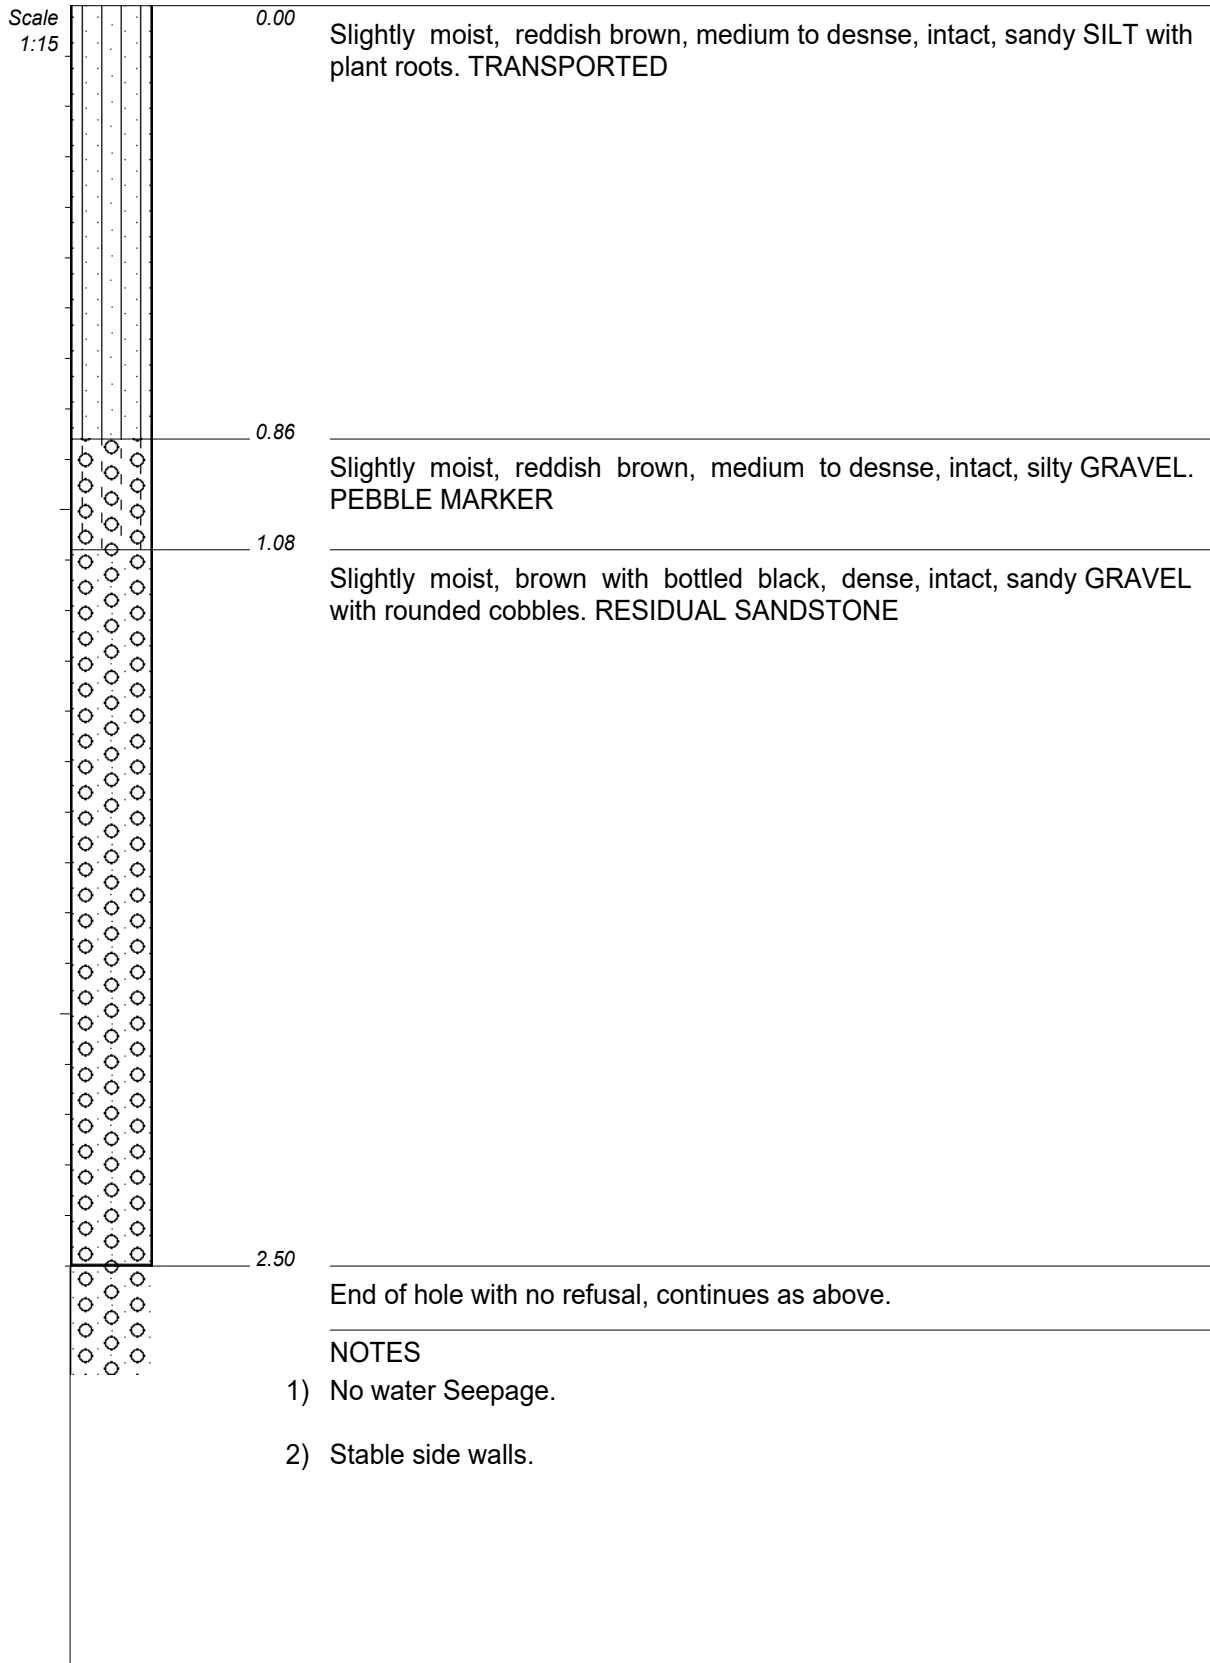 Scale
1:15
0.00
Slightly moist, reddish brown, medium to desnse, intact, sandy SILT with
plant roots. TRANSPORTED
0.86
Slightly moist, reddish brown, medium to desnse, intact, silty GRAVEL.
PEBBLE MARKER
1.08
Slightly moist, brown with bottled black, dense, intact, sandy GRAVEL
with rounded cobbles. RESIDUAL SANDSTONE
2.50
End of hole with no refusal, continues as above.
NOTES
1) No water Seepage.
2) Stable side walls.